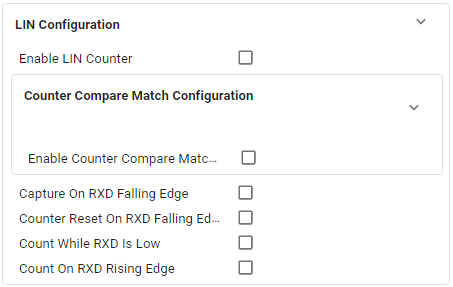 LIN Configuration
Enable LIN Counter
Counter Compare Match Configuration
Enable Counter Compare Matc...
Capture On RXD Falling Edge
Counter Reset On RXD Falling Ed...
Count While RXD Is Low
Count On RXD Rising Edge